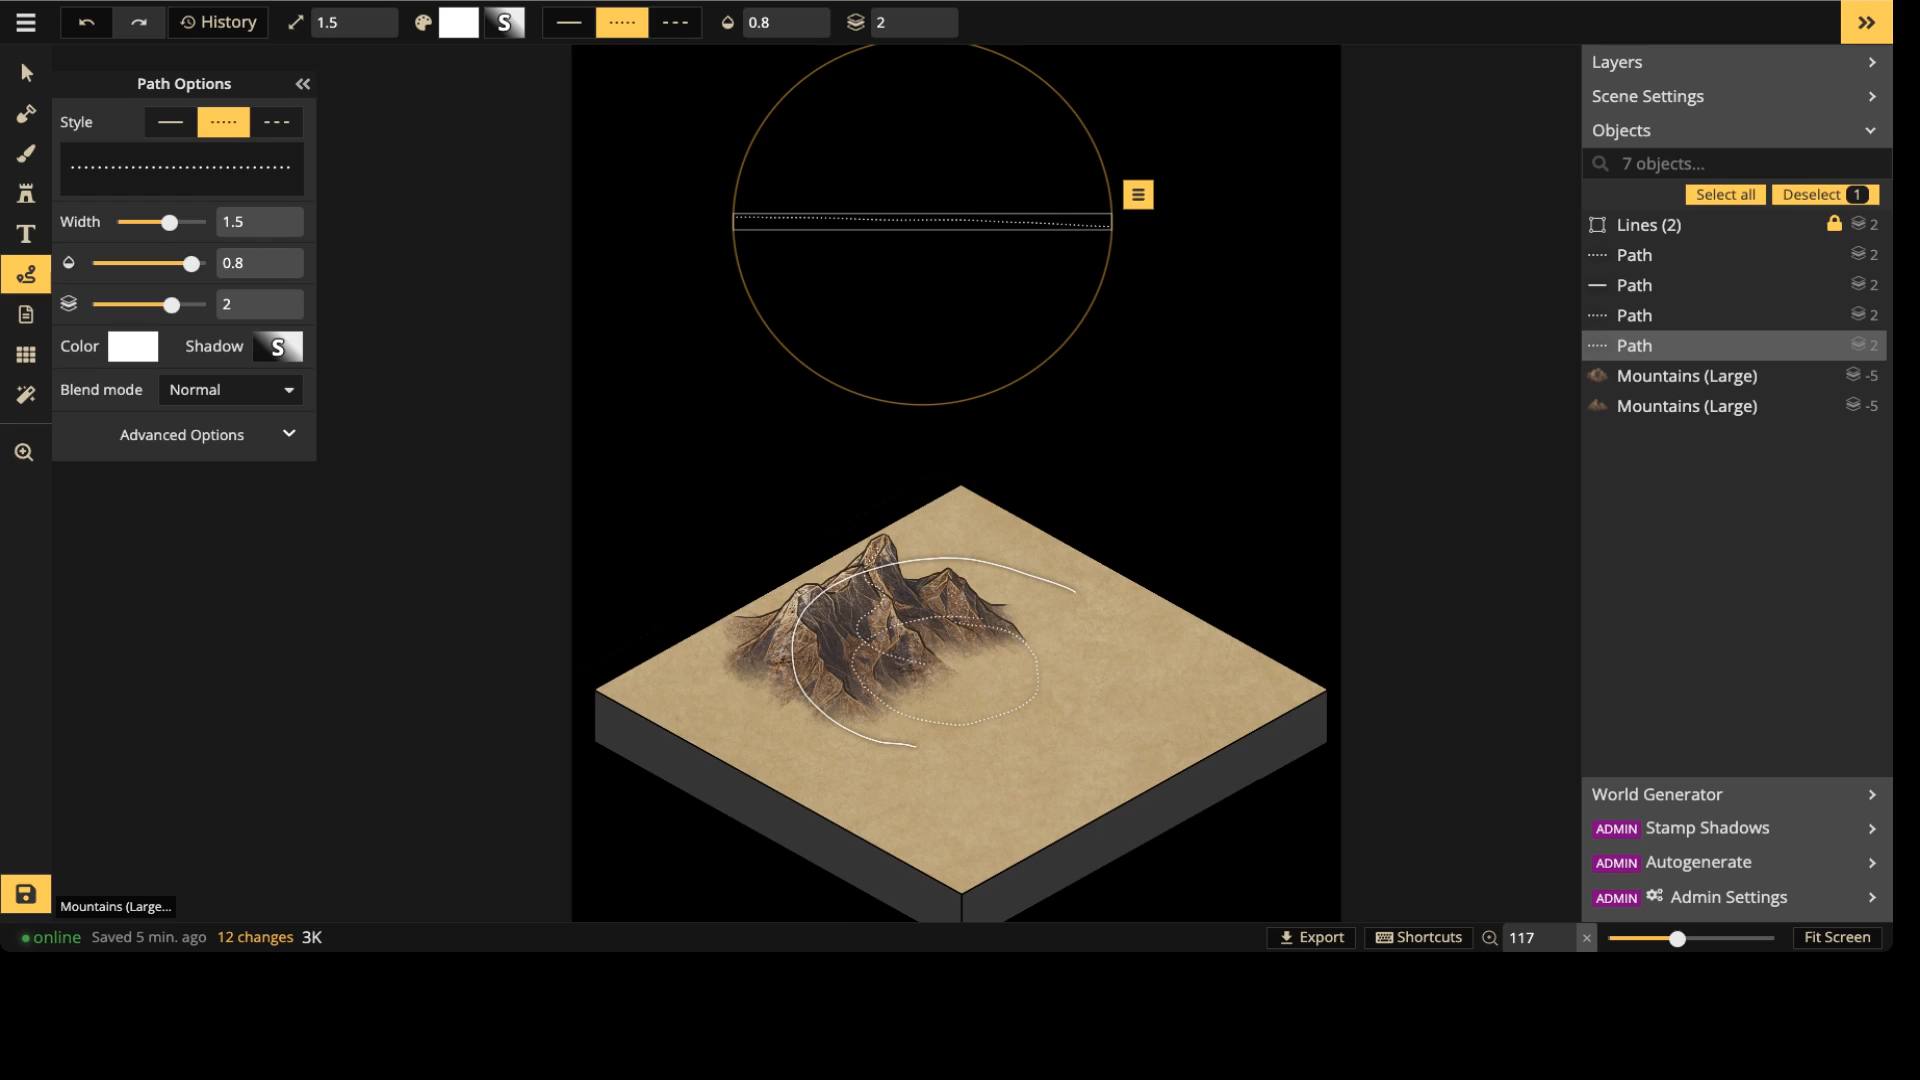 History
1.5
S
0.8
2
Path Options
Style
Width
1.5
0.8
2
Color
Shadow
S
Blend mode
Normal
Advanced Options
Layers
Scene Settings
Objects
7 objects...
Select all
Deselect 1
Lines (2) 2
Path 2
Path 2
Path 2
Path 2
Mountains (Large) -5
Mountains (Large) -5
World Generator
ADMIN Stamp Shadows
ADMIN Autogenerate
ADMIN Admin Settings
Mountains (Large...
online Saved 5 min. ago 12 changes 3K
Export
Shortcuts
117
×
Fit Screen